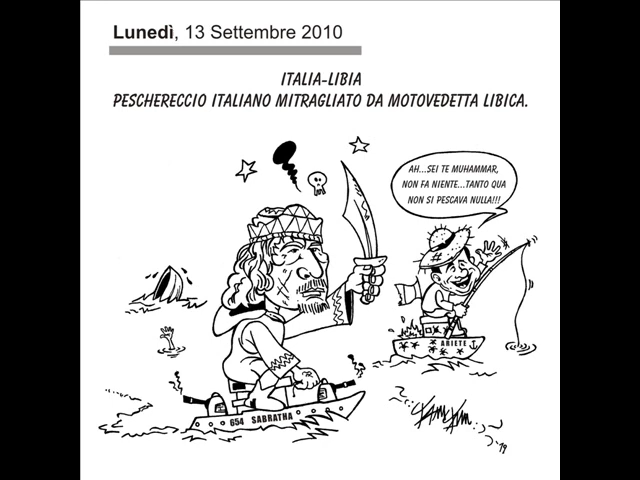 Lunedì, 13 Settembre 2010
ITALIA-LIBIA
PESCHERECCIO ITALIANO MITRAGLIATO DA MOTOVEDETTA LIBICA.
AH...SEI TE MUHAMMAR,
NON FA NIENTE...TANTO QUA
NON SI PESCAVA NULLA!!!
ARIETE
654 SABRATHA